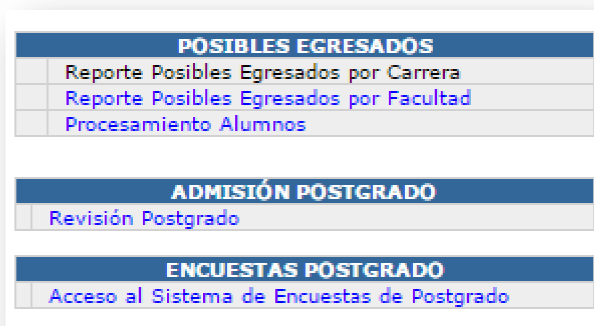 POSIBLES EGRESADOS
Reporte Posibles Egresados por Carrera
Reporte Posibles Egresados por Facultad
Procesamiento Alumnos
ADMISIÓN POSTGRADO
Revisión Postgrado
ENCUESTAS POSTGRADO
Acceso al Sistema de Encuestas de Postgrado